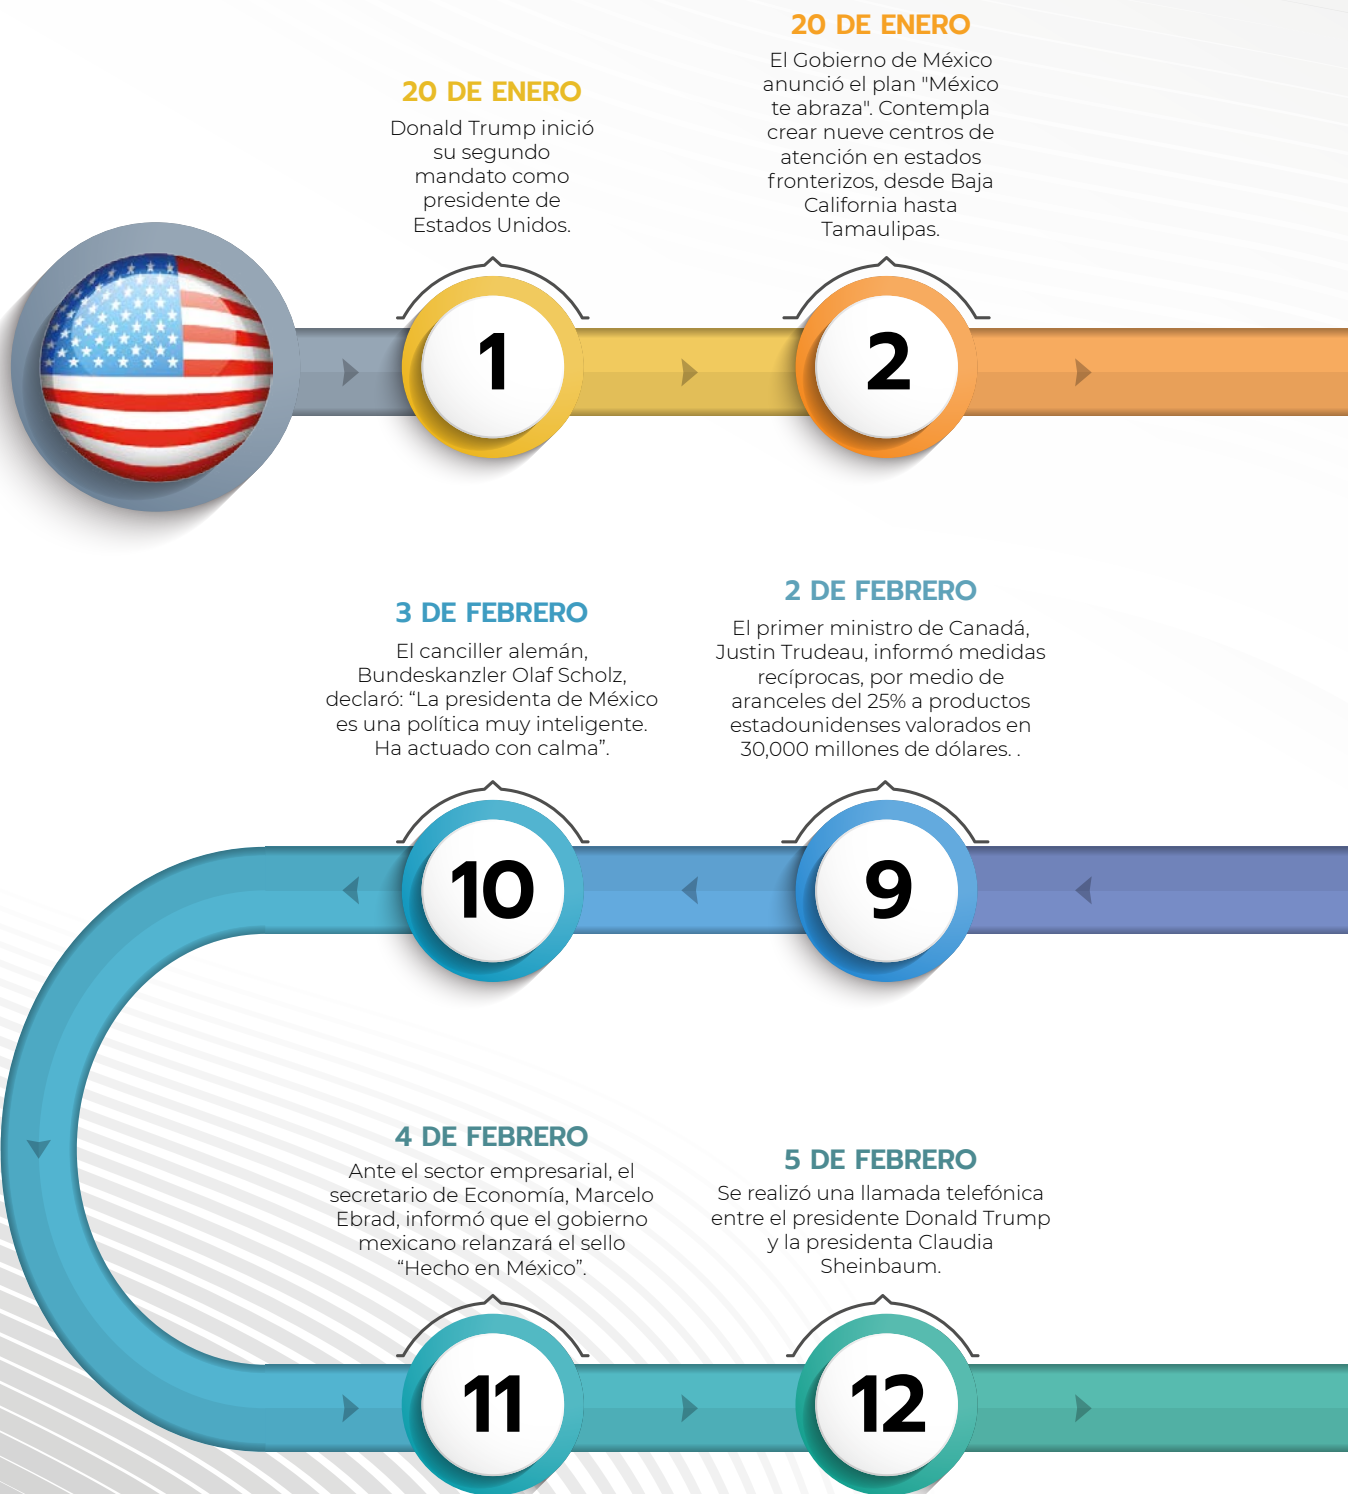 20 DE ENERO
Donald Trump inició
su segundo
mandato como
presidente de
Estados Unidos.
1
20 DE ENERO
El Gobierno de México
anunció el plan "México
te abraza". Contempla
crear nueve centros de
atención en estados
fronterizos, desde Baja
California hasta
Tamaulipas.
2
2 DE FEBRERO
El primer ministro de Canadá,
Justin Trudeau, informó medidas
recíprocas, por medio de
aranceles del 25% a productos
estadounidenses valorados en
30,000 millones de dólares. .
9
3 DE FEBRERO
El canciller alemán,
Bundeskanzler Olaf Scholz,
declaró: “La presidenta de México
es una política muy inteligente.
Ha actuado con calma”.
10
4 DE FEBRERO
Ante el sector empresarial, el
secretario de Economía, Marcelo
Ebrad, informó que el gobierno
mexicano relanzará el sello
“Hecho en México”.
11
5 DE FEBRERO
Se realizó una llamada telefónica
entre el presidente Donald Trump
y la presidenta Claudia
Sheinbaum.
12